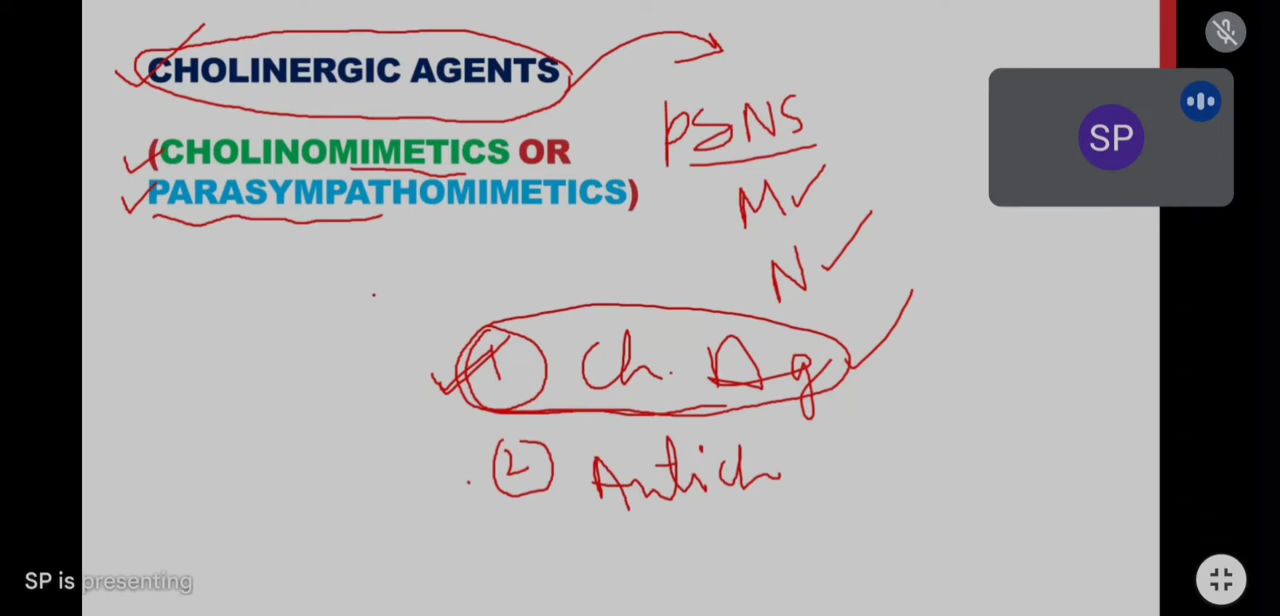 CHOLINERGIC AGENTS
(CHOLINOMIMETICS OR
PARASYMPATHOMIMETICS)
PSNS
M
N
1 Ch. Ag
2 Antich
SP
SP is presenting